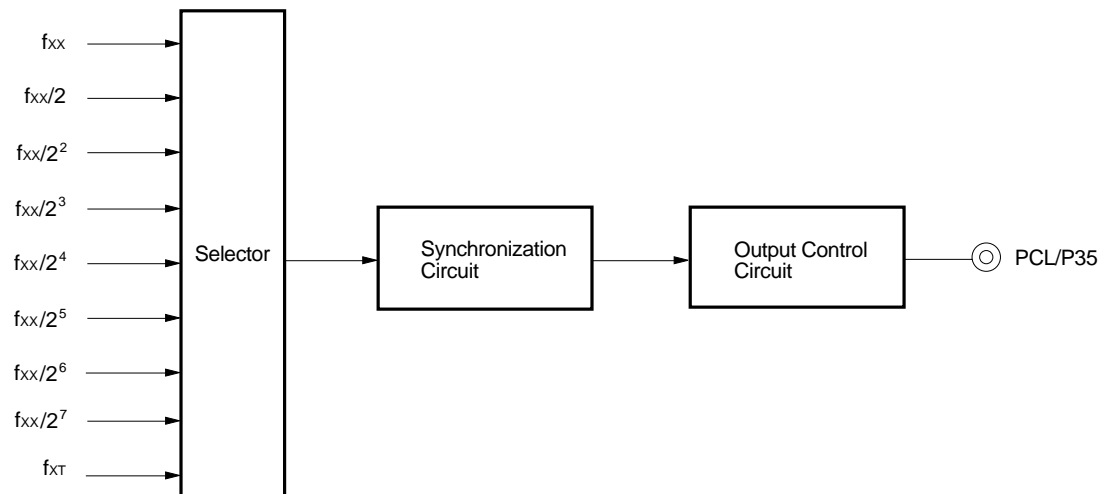 fXX
fXX/2
fXX/2²
fXX/2³
fXX/2⁴
fXX/2⁵
fXX/2⁶
fXX/2⁷
fXT
Selector
Synchronization
Circuit
Output Control
Circuit
PCL/P35